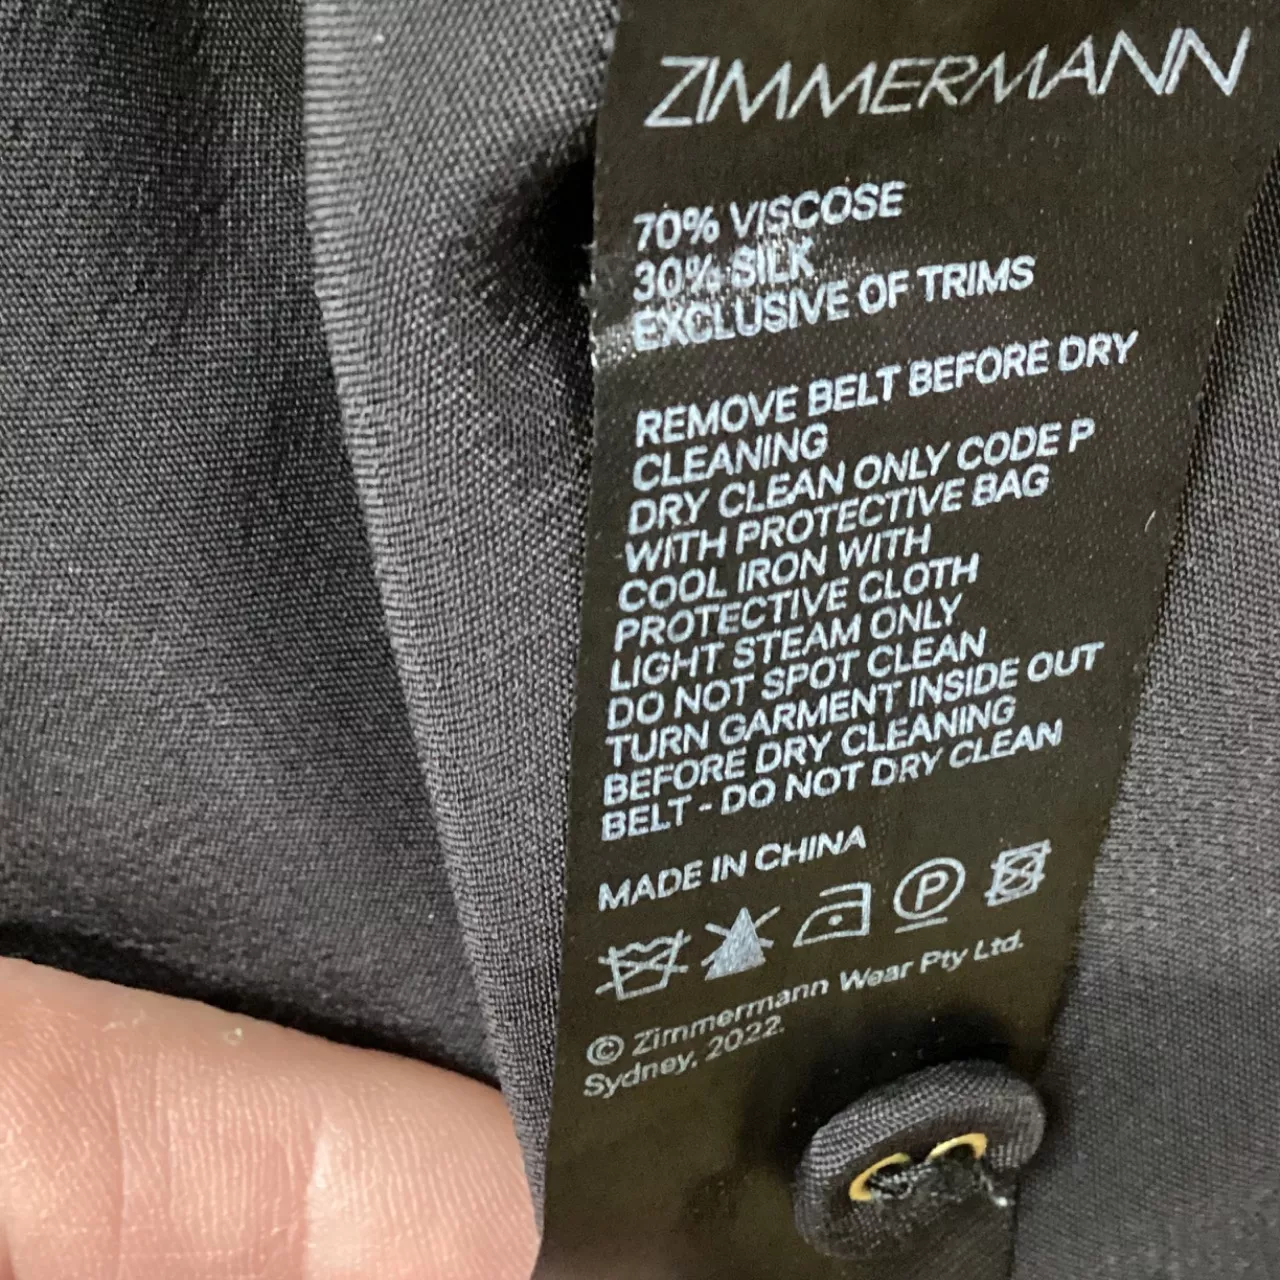 ZIMMERMANN
70% VISCOSE
30% SILK
EXCLUSIVE OF TRIMS
REMOVE BELT BEFORE DRY
CLEANING
DRY CLEAN ONLY CODE P
WITH PROTECTIVE BAG
COOL IRON WITH
PROTECTIVE CLOTH
LIGHT STEAM ONLY
DO NOT SPOT CLEAN
TURN GARMENT INSIDE OUT
BEFORE DRY CLEANING
BELT - DO NOT DRY CLEAN
MADE IN CHINA
P
© Zimmermann Wear Pty Ltd.
Sydney, 2022.